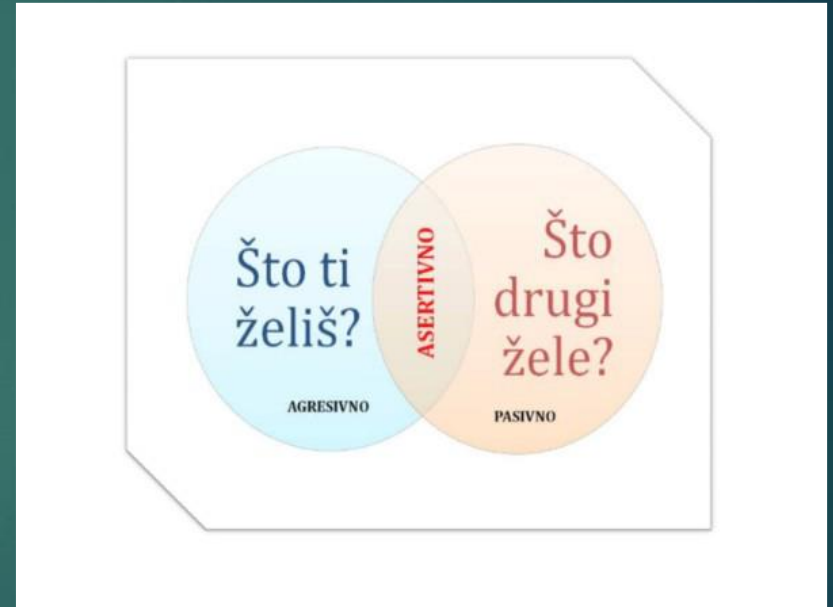 Što ti
želiš?
AGRESIVNO
ASERTIVNO
Što
drugi
žele?
PASIVNO